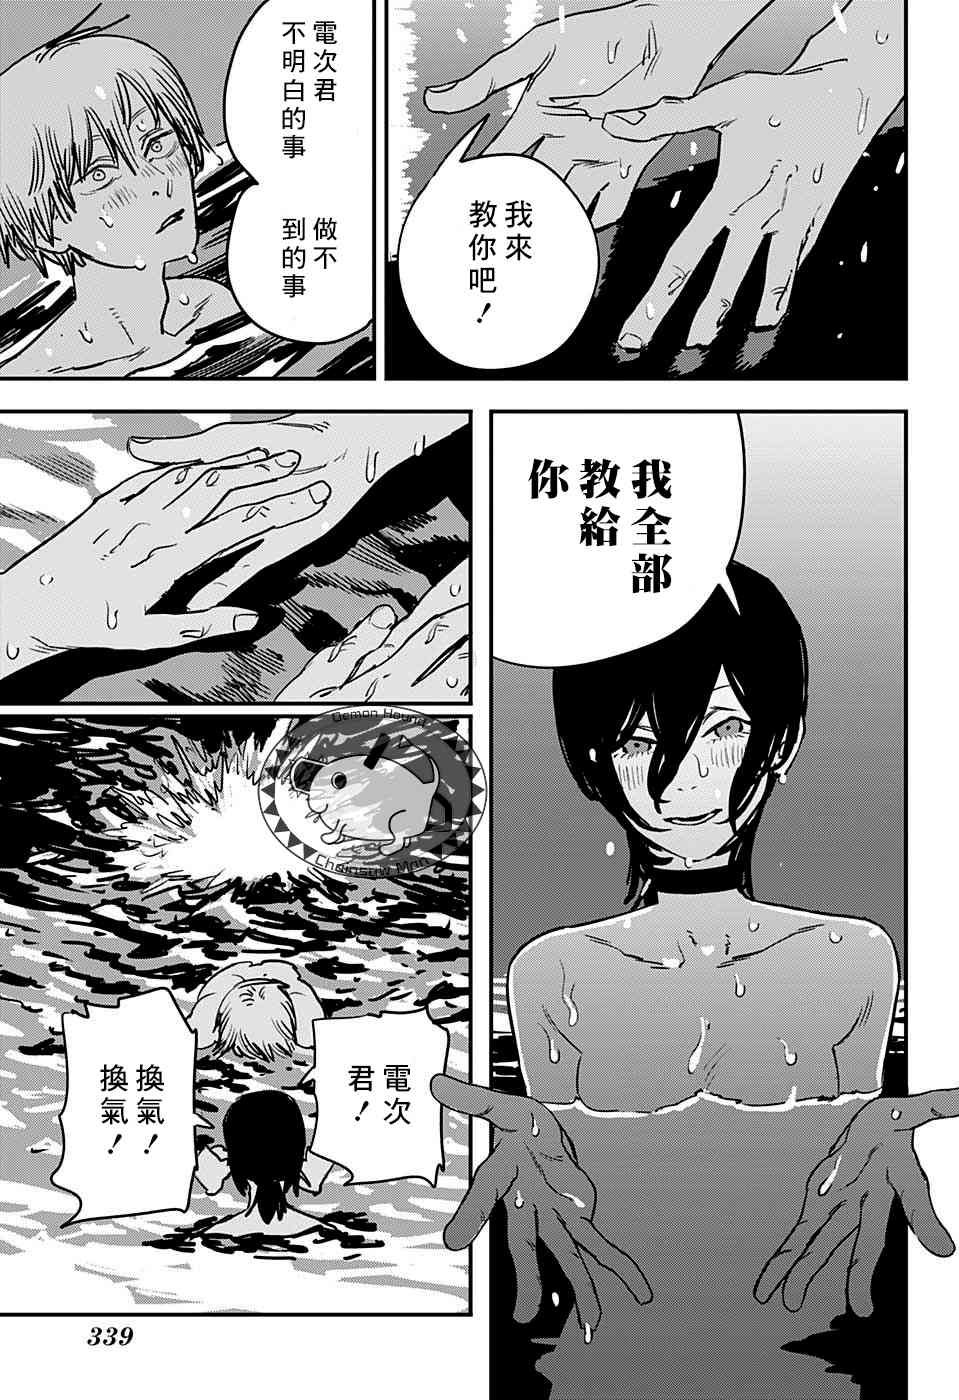 我來
教你吧！
電次君
不明白的事
做不
到的事
我全部
教給
你
電次
君！
換氣！
換氣！
Demon Hound
Chainsaw Man
339